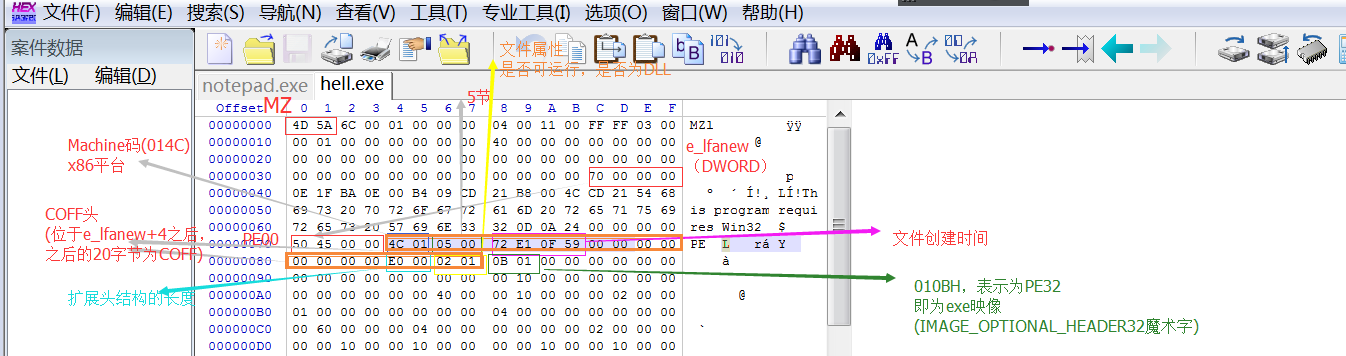 文件(F) 编辑(E) 搜索(S) 导航(N) 查看(V) 工具(T) 专业工具(I) 选项(O) 窗口(W) 帮助(H)
案件数据
文件(L) 编辑(D)
文件属性
是否可运行，是否为DLL
notepad.exe hell.exe
5节
MZ
Offset 0 1 2 3 4 5 6 7 8 9 A B C D E F
00000000 4D 5A 6C 00 01 00 00 00 04 00 11 00 FF FF 03 00 MZl ÿÿ
00000010 00 01 00 00 00 00 00 00 40 00 00 00 00 00 00 00 @
00000020 00 00 00 00 00 00 00 00 00 00 00 00 00 00 00 00
00000030 00 00 00 00 00 00 00 00 00 00 00 00 70 00 00 00 p
00000040 0E 1F BA 0E 00 B4 09 CD 21 B8 00 4C CD 21 54 68 º ´ Í!¸ LÍ!Th
00000050 69 73 20 70 72 6F 67 72 61 6D 20 72 65 71 75 69 is program requi
00000060 72 65 73 20 57 69 6E 33 32 0D 0A 24 00 00 00 00 res Win32 $
00000070 50 45 00 00 4C 01 05 00 72 E1 0F 59 00 00 00 00 PE L rá Y
00000080 00 00 00 00 E0 00 02 01 0B 01 00 00 00 00 00 00 à
00000090 00 00 00 00 00 00 00 00 00 10 00 00 00 00 00 00
000000A0 00 00 00 00 00 00 40 00 00 10 00 00 00 02 00 00 @
000000B0 01 00 00 00 00 00 00 00 04 00 00 00 00 00 00 00
000000C0 00 60 00 00 00 04 00 00 00 00 00 00 02 00 00 00 `
000000D0 00 00 10 00 00 10 00 00 00 00 10 00 00 10 00 00
Machine码(014C)
x86平台
e_lfanew
（DWORD）
COFF头
(位于e_lfanew+4之后，
之后的20字节为COFF)
PE00
文件创建时间
扩展头结构的长度
010BH，表示为PE32
即为exe映像
(IMAGE_OPTIONAL_HEADER32魔术字)